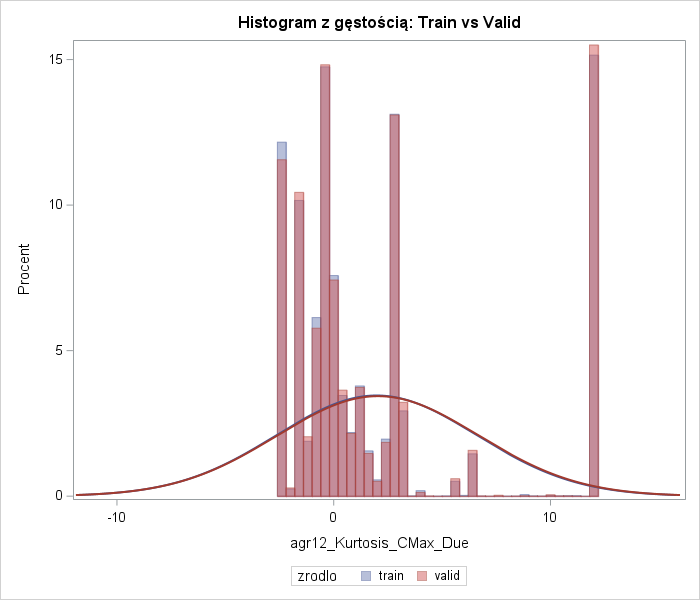 Histogram z gęstością: Train vs Valid
15
10
5
0
Procent
-10
0
10
agr12_Kurtosis_CMax_Due
zrodlo train valid